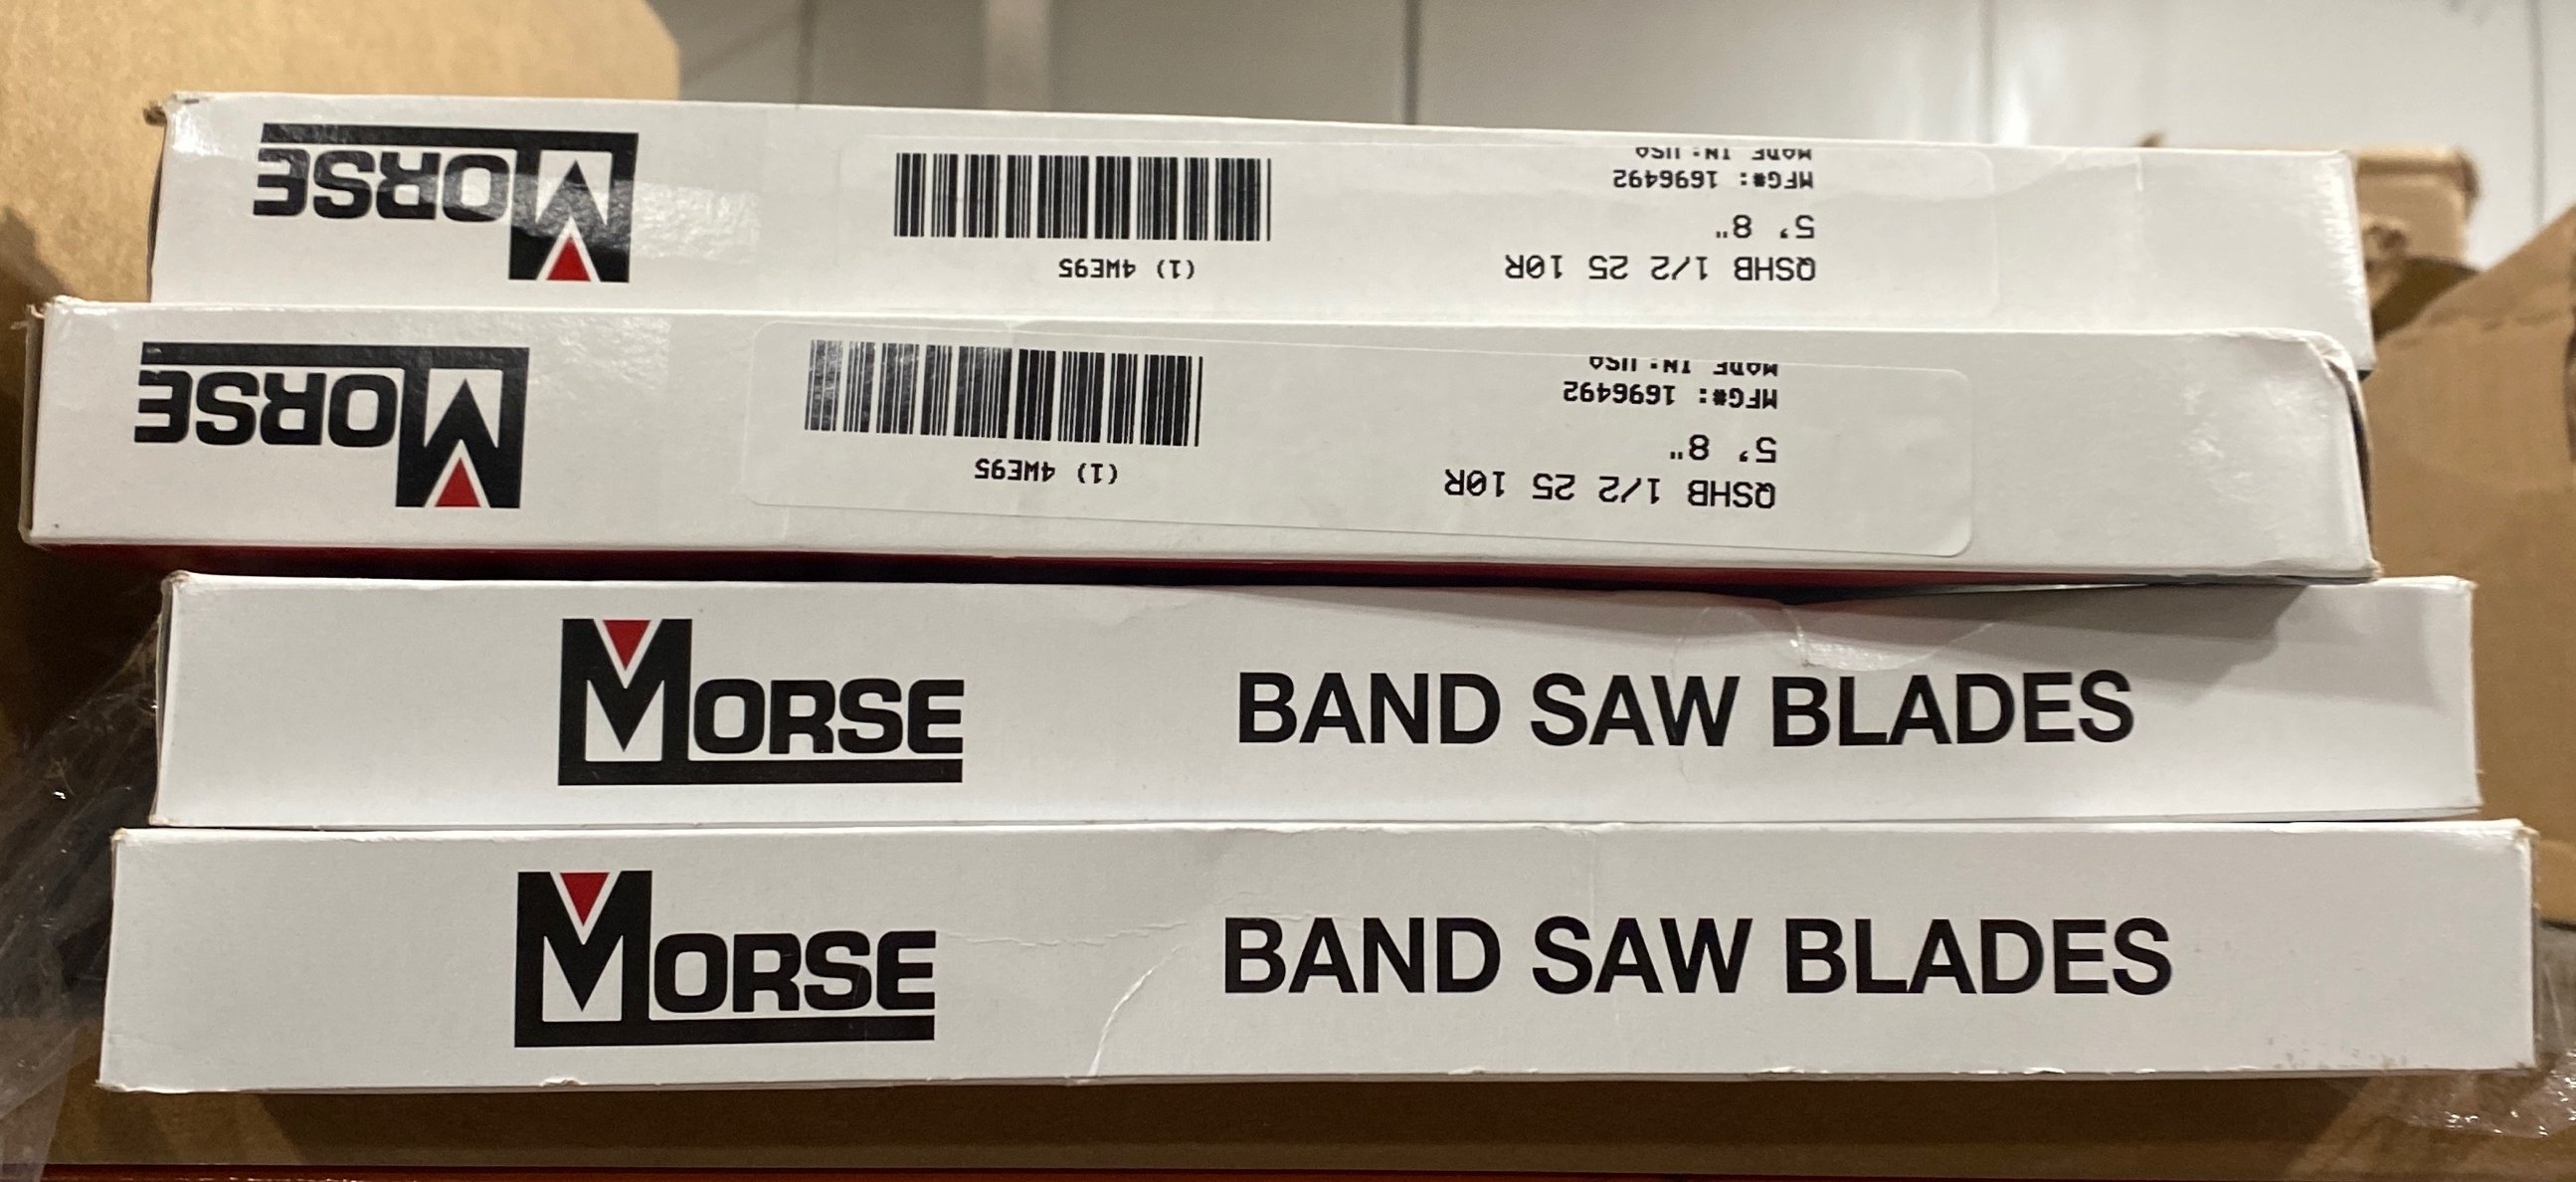 QSHB 1/2 25 10R
5' 8"
MFG#: 1696492
MADE IN: USA
(1) 4WE95
MORSE
QSHB 1/2 25 10R
5' 8"
MFG#: 1696492
MADE IN: USA
(1) 4WE95
MORSE
MORSE BAND SAW BLADES
MORSE BAND SAW BLADES